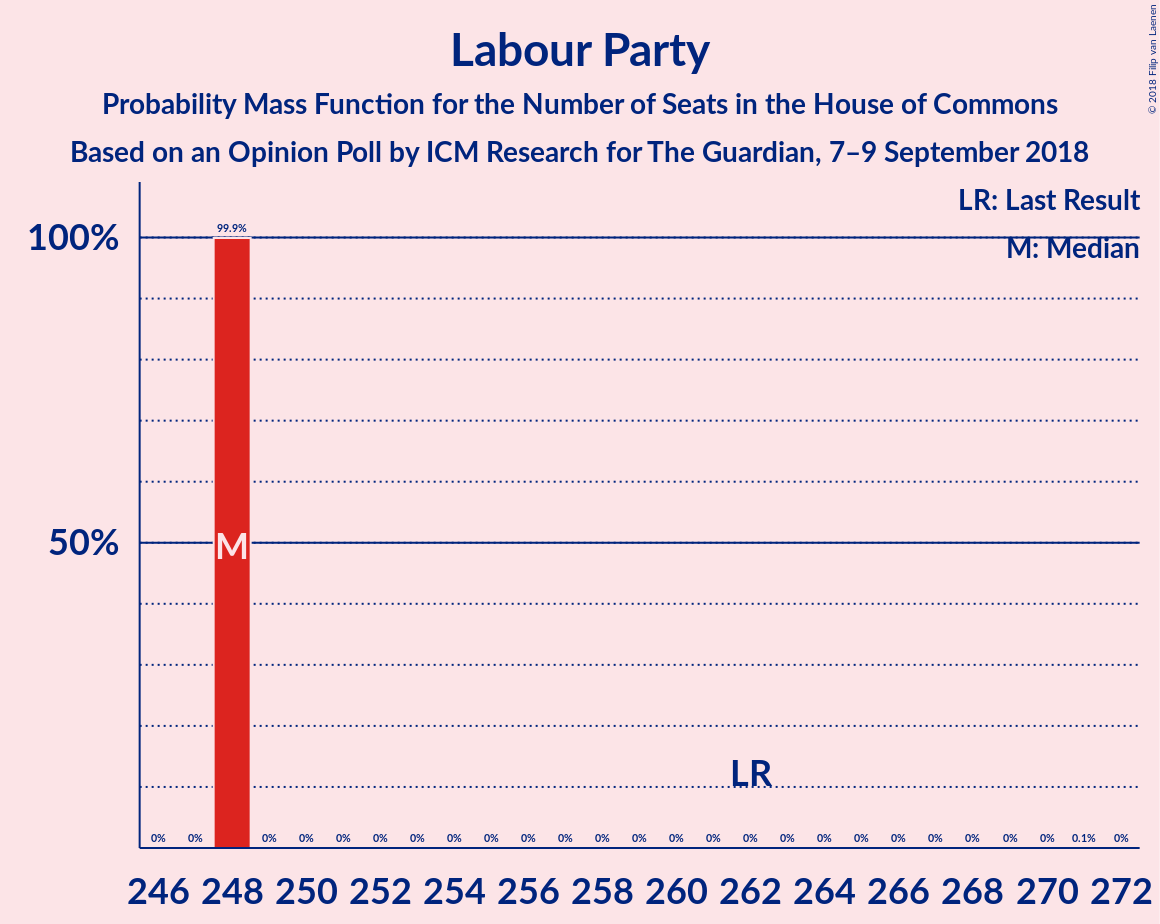 Labour Party
Probability Mass Function for the Number of Seats in the House of Commons
Based on an Opinion Poll by ICM Research for The Guardian, 7–9 September 2018
© 2018 Filip van Laenen
LR: Last Result
M: Median
100%
50%
99.9%
M
LR
0% 0% 0% 0% 0% 0% 0% 0% 0% 0% 0% 0% 0% 0% 0% 0% 0% 0% 0% 0% 0% 0% 0% 0% 0.1% 0%
246 248 250 252 254 256 258 260 262 264 266 268 270 272